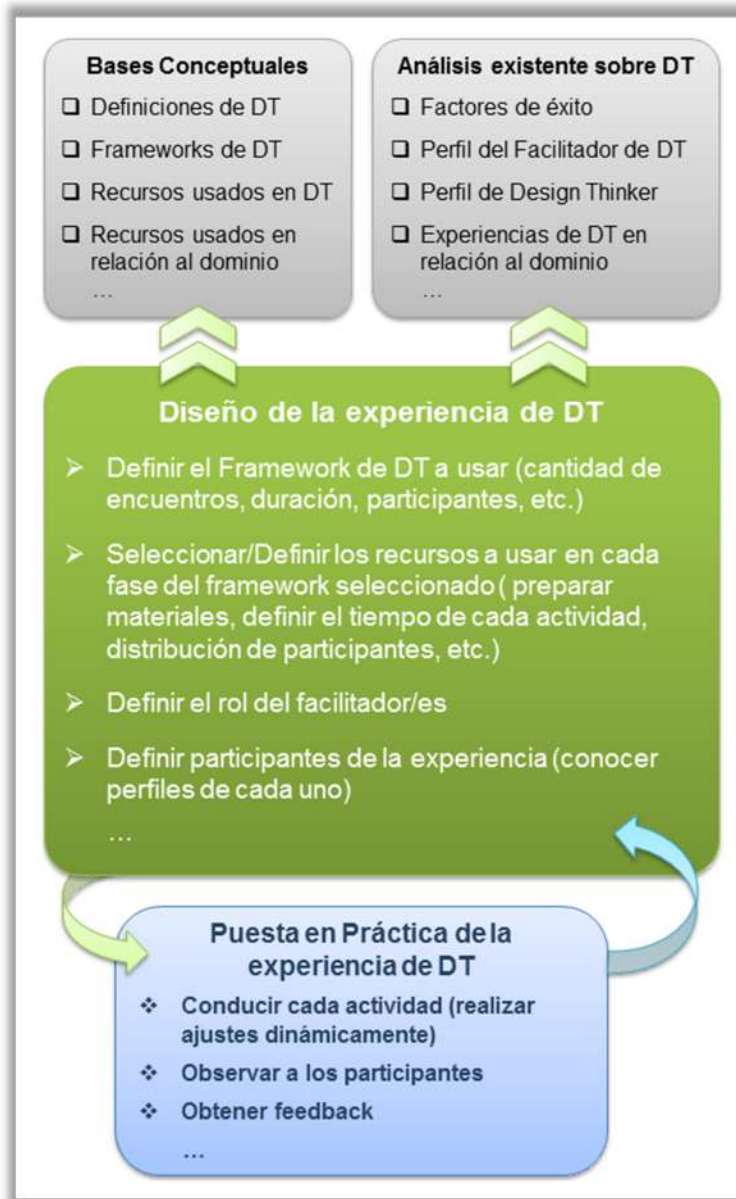 Bases Conceptuales
❑ Definiciones de DT
❑ Frameworks de DT
❑ Recursos usados en DT
❑ Recursos usados en
relación al dominio
...
Análisis existente sobre DT
❑ Factores de éxito
❑ Perfil del Facilitador de DT
❑ Perfil de Design Thinker
❑ Experiencias de DT en
relación al dominio
...
Diseño de la experiencia de DT
➢ Definir el Framework de DT a usar (cantidad de
encuentros, duración, participantes, etc.)
➢ Seleccionar/Definir los recursos a usar en cada
fase del framework seleccionado ( preparar
materiales, definir el tiempo de cada actividad,
distribución de participantes, etc.)
➢ Definir el rol del facilitador/es
➢ Definir participantes de la experiencia (conocer
perfiles de cada uno)
...
Puesta en Práctica de la
experiencia de DT
❖ Conducir cada actividad (realizar
ajustes dinámicamente)
❖ Observar a los participantes
❖ Obtener feedback
...